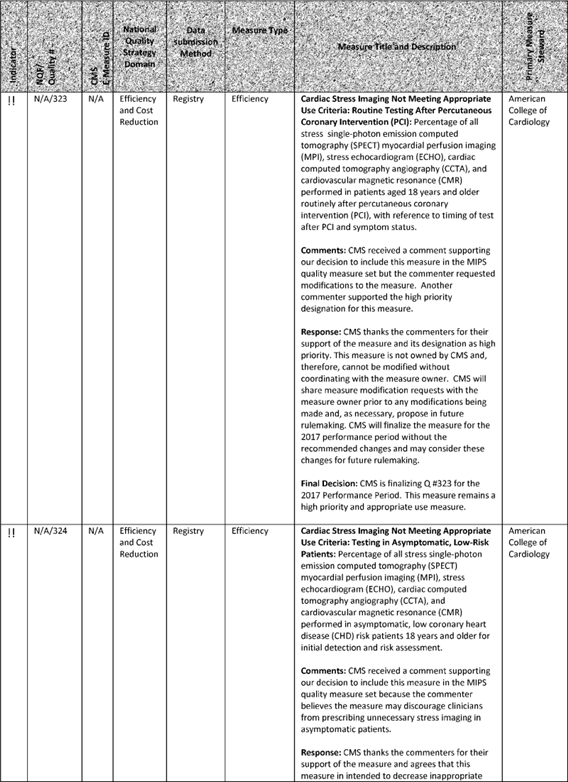 Indicator
NQF/
Quality #
CMS
E-Measure ID
National
Quality
Strategy
Domain
Data
submission
Method
Measure Type
Measure Title and Description
Primary Measure
Steward
!!
N/A/323
N/A
Efficiency
and Cost
Reduction
Registry
Efficiency
Cardiac Stress Imaging Not Meeting Appropriate
Use Criteria: Routine Testing After Percutaneous
Coronary Intervention (PCI): Percentage of all
stress single-photon emission computed
tomography (SPECT) myocardial perfusion imaging
(MPI), stress echocardiogram (ECHO), cardiac
computed tomography angiography (CCTA), and
cardiovascular magnetic resonance (CMR)
performed in patients aged 18 years and older
routinely after percutaneous coronary
intervention (PCI), with reference to timing of test
after PCI and symptom status.
Comments: CMS received a comment supporting
our decision to include this measure in the MIPS
quality measure set but the commenter requested
modifications to the measure. Another
commenter supported the high priority
designation for this measure.
Response: CMS thanks the commenters for their
support of the measure and its designation as high
priority. This measure is not owned by CMS and,
therefore, cannot be modified without
coordinating with the measure owner. CMS will
share measure modification requests with the
measure owner prior to any modifications being
made and, as necessary, propose in future
rulemaking. CMS will finalize the measure for the
2017 performance period without the
recommended changes and may consider these
changes for future rulemaking.
Final Decision: CMS is finalizing Q #323 for the
2017 Performance Period. This measure remains a
high priority and appropriate use measure.
American
College of
Cardiology
!!
N/A/324
N/A
Efficiency
and Cost
Reduction
Registry
Efficiency
Cardiac Stress Imaging Not Meeting Appropriate
Use Criteria: Testing in Asymptomatic, Low-Risk
Patients: Percentage of all stress single-photon
emission computed tomography (SPECT)
myocardial perfusion imaging (MPI), stress
echocardiogram (ECHO), cardiac computed
tomography angiography (CCTA), and
cardiovascular magnetic resonance (CMR)
performed in asymptomatic, low coronary heart
disease (CHD) risk patients 18 years and older for
initial detection and risk assessment.
Comments: CMS received a comment supporting
our decision to include this measure in the MIPS
quality measure set because the commenter
believes the measure may discourage clinicians
from prescribing unnecessary stress imaging in
asymptomatic patients.
Response: CMS thanks the commenters for their
support of the measure and agrees that this
measure in intended to decrease inappropriate
American
College of
Cardiology